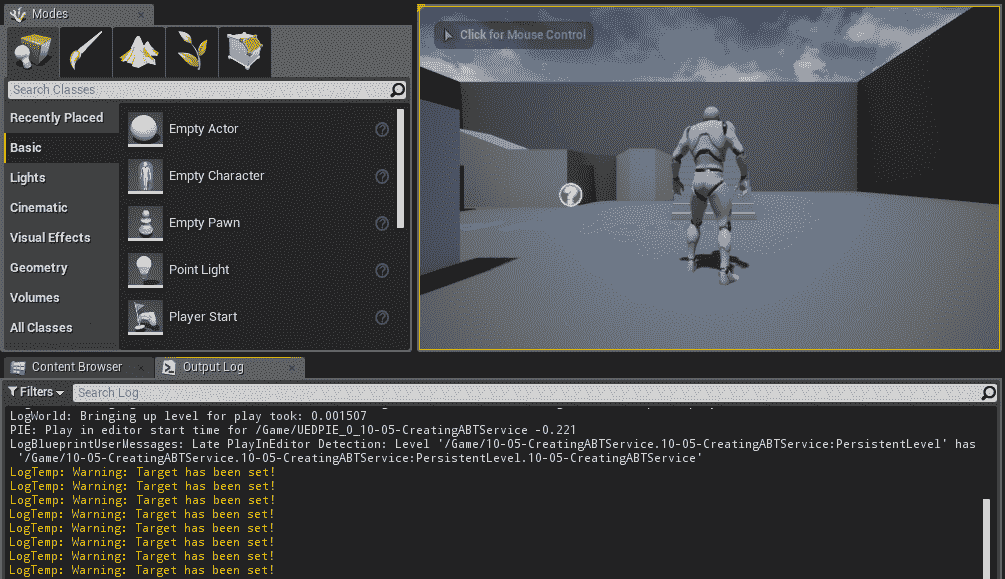 Modes
Search Classes
Recently Placed
Basic
Lights
Cinematic
Visual Effects
Geometry
Volumes
All Classes
Empty Actor
Empty Character
Empty Pawn
Point Light
Player Start
Click for Mouse Control
Content Browser
Output Log
Filters
Search Log
LogWorld: Bringing up level for play took: 0.001507
PIE: Play in editor start time for /Game/UEDPIE_0_10-05-CreatingABTService -0.221
LogBlueprintUserMessages: Late PlayInEditor Detection: Level '/Game/10-05-CreatingABTService.10-05-CreatingABTService:PersistentLevel' has
'/Game/10-05-CreatingABTService.10-05-CreatingABTService:PersistentLevel.10-05-CreatingABTService'
LogTemp: Warning: Target has been set!
LogTemp: Warning: Target has been set!
LogTemp: Warning: Target has been set!
LogTemp: Warning: Target has been set!
LogTemp: Warning: Target has been set!
LogTemp: Warning: Target has been set!
LogTemp: Warning: Target has been set!
LogTemp: Warning: Target has been set!